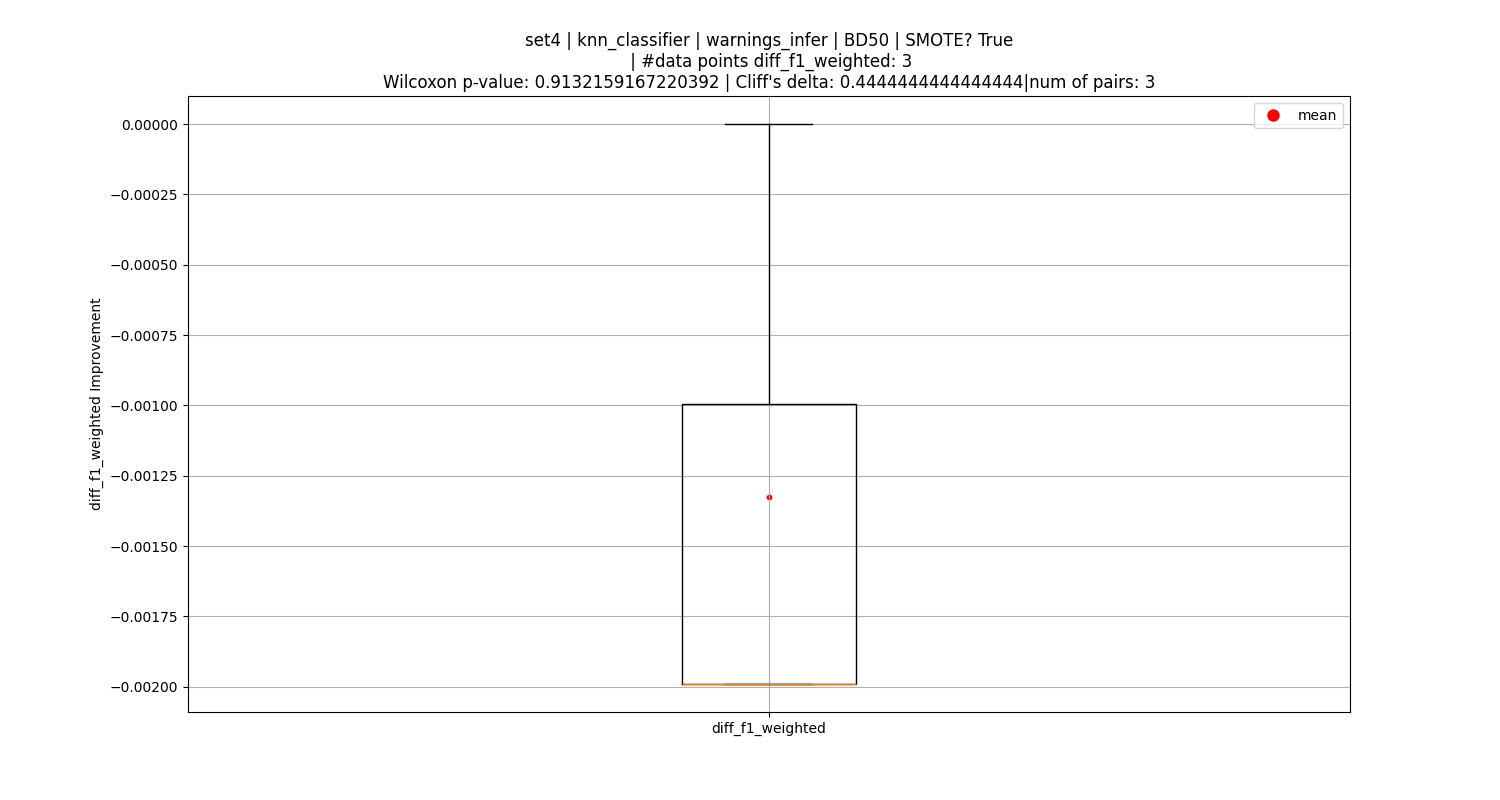 set4 | knn_classifier | warnings_infer | BD50 | SMOTE? True
| #data points diff_f1_weighted: 3
Wilcoxon p-value: 0.9132159167220392 | Cliff's delta: 0.4444444444444444|num of pairs: 3
mean
0.00000
−0.00025
−0.00050
−0.00075
−0.00100
−0.00125
−0.00150
−0.00175
−0.00200
diff_f1_weighted Improvement
diff_f1_weighted